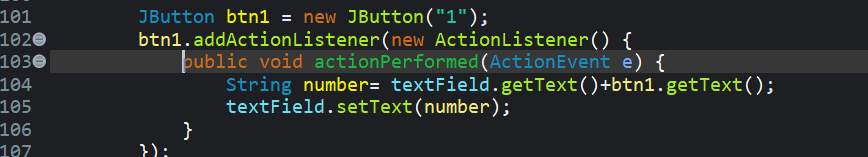 101 JButton btn1 = new JButton("1");
102 btn1.addActionListener(new ActionListener() {
103 public void actionPerformed(ActionEvent e) {
104 String number= textField.getText()+btn1.getText();
105 textField.setText(number);
106 }
107 });